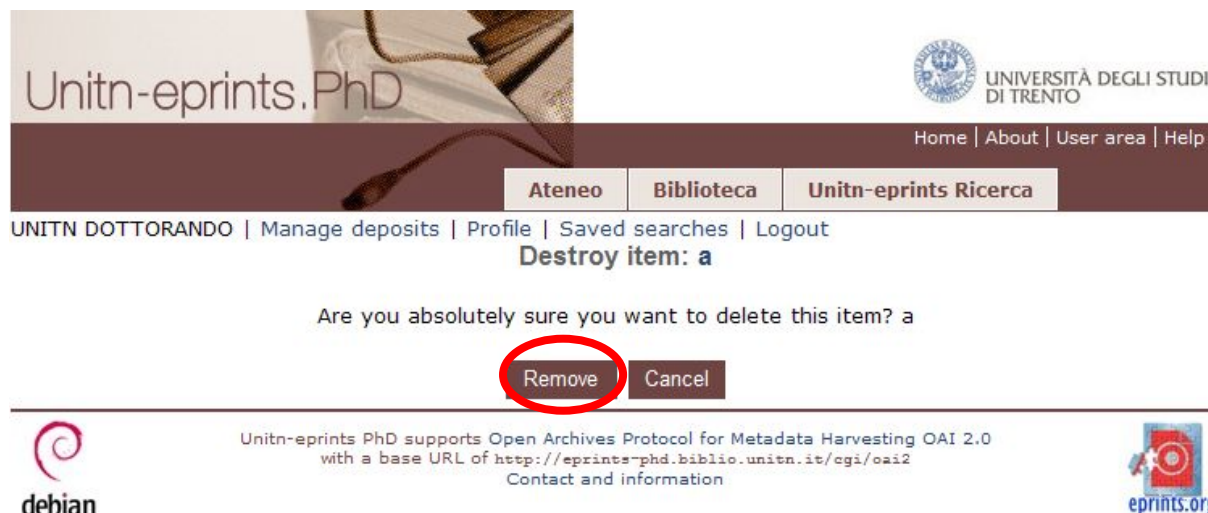 Unitn-eprints.PhD
UNIVERSITÀ DEGLI STUDI
DI TRENTO
Home | About | User area | Help
Ateneo
Biblioteca
Unitn-eprints Ricerca
UNITN DOTTORANDO | Manage deposits | Profile | Saved searches | Logout
Destroy item: a
Are you absolutely sure you want to delete this item? a
Remove
Cancel
Unitn-eprints PhD supports Open Archives Protocol for Metadata Harvesting OAI 2.0
with a base URL of http://eprints-phd.biblio.unitn.it/cgi/oai2
Contact and information
debian
eprints.org